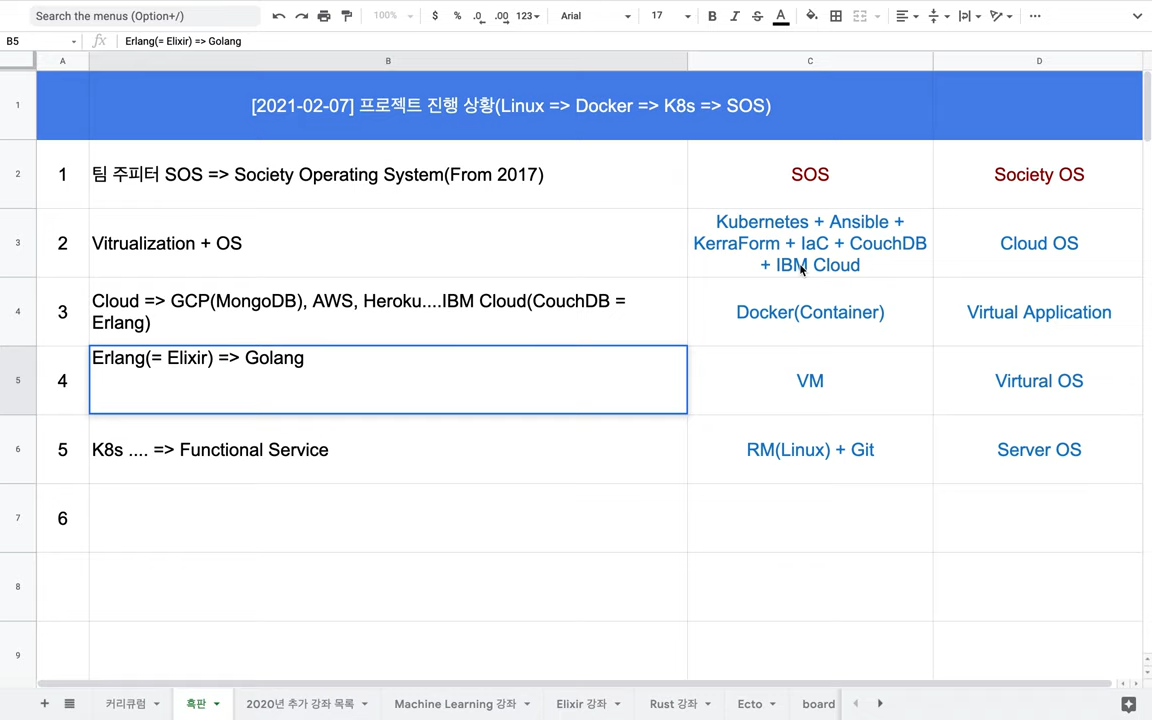 Search the menus (Option+/)
100%
$ % .0 .00 123
Arial
17
B I S A
B5
fx
Erlang(= Elixir) => Golang
A B C D
1
[2021-02-07] 프로젝트 진행 상황(Linux => Docker => K8s => SOS)
2
1
팀 주피터 SOS => Society Operating System(From 2017)
SOS
Society OS
3
2
Vitrualization + OS
Kubernetes + Ansible +
KerraForm + IaC + CouchDB
+ IBM Cloud
Cloud OS
4
3
Cloud => GCP(MongoDB), AWS, Heroku....IBM Cloud(CouchDB =
Erlang)
Docker(Container)
Virtual Application
5
4
Erlang(= Elixir) => Golang
VM
Virtural OS
6
5
K8s .... => Functional Service
RM(Linux) + Git
Server OS
7
6
8
9
커리큐럼
흑판
2020년 추가 강좌 목록
Machine Learning 강좌
Elixir 강좌
Rust 강좌
Ecto
board